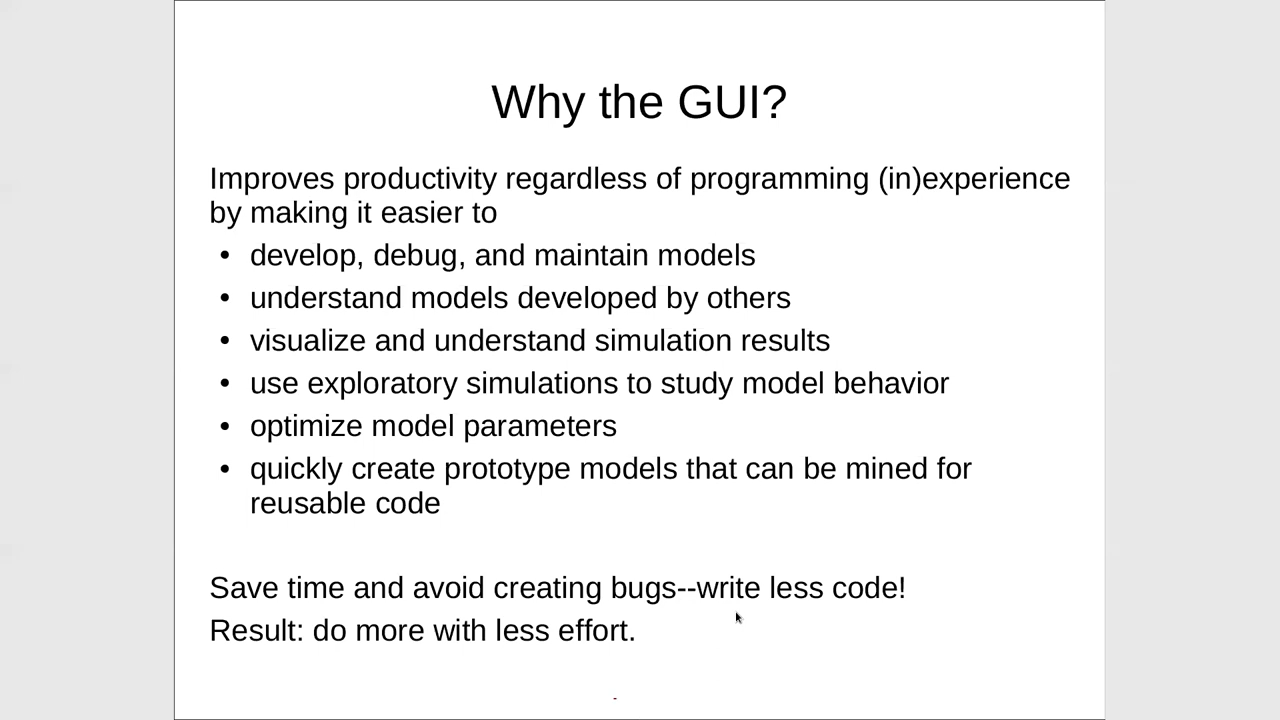 Why the GUI?
Improves productivity regardless of programming (in)experience
by making it easier to
• develop, debug, and maintain models
• understand models developed by others
• visualize and understand simulation results
• use exploratory simulations to study model behavior
• optimize model parameters
• quickly create prototype models that can be mined for
reusable code
Save time and avoid creating bugs--write less code!
Result: do more with less effort.
-